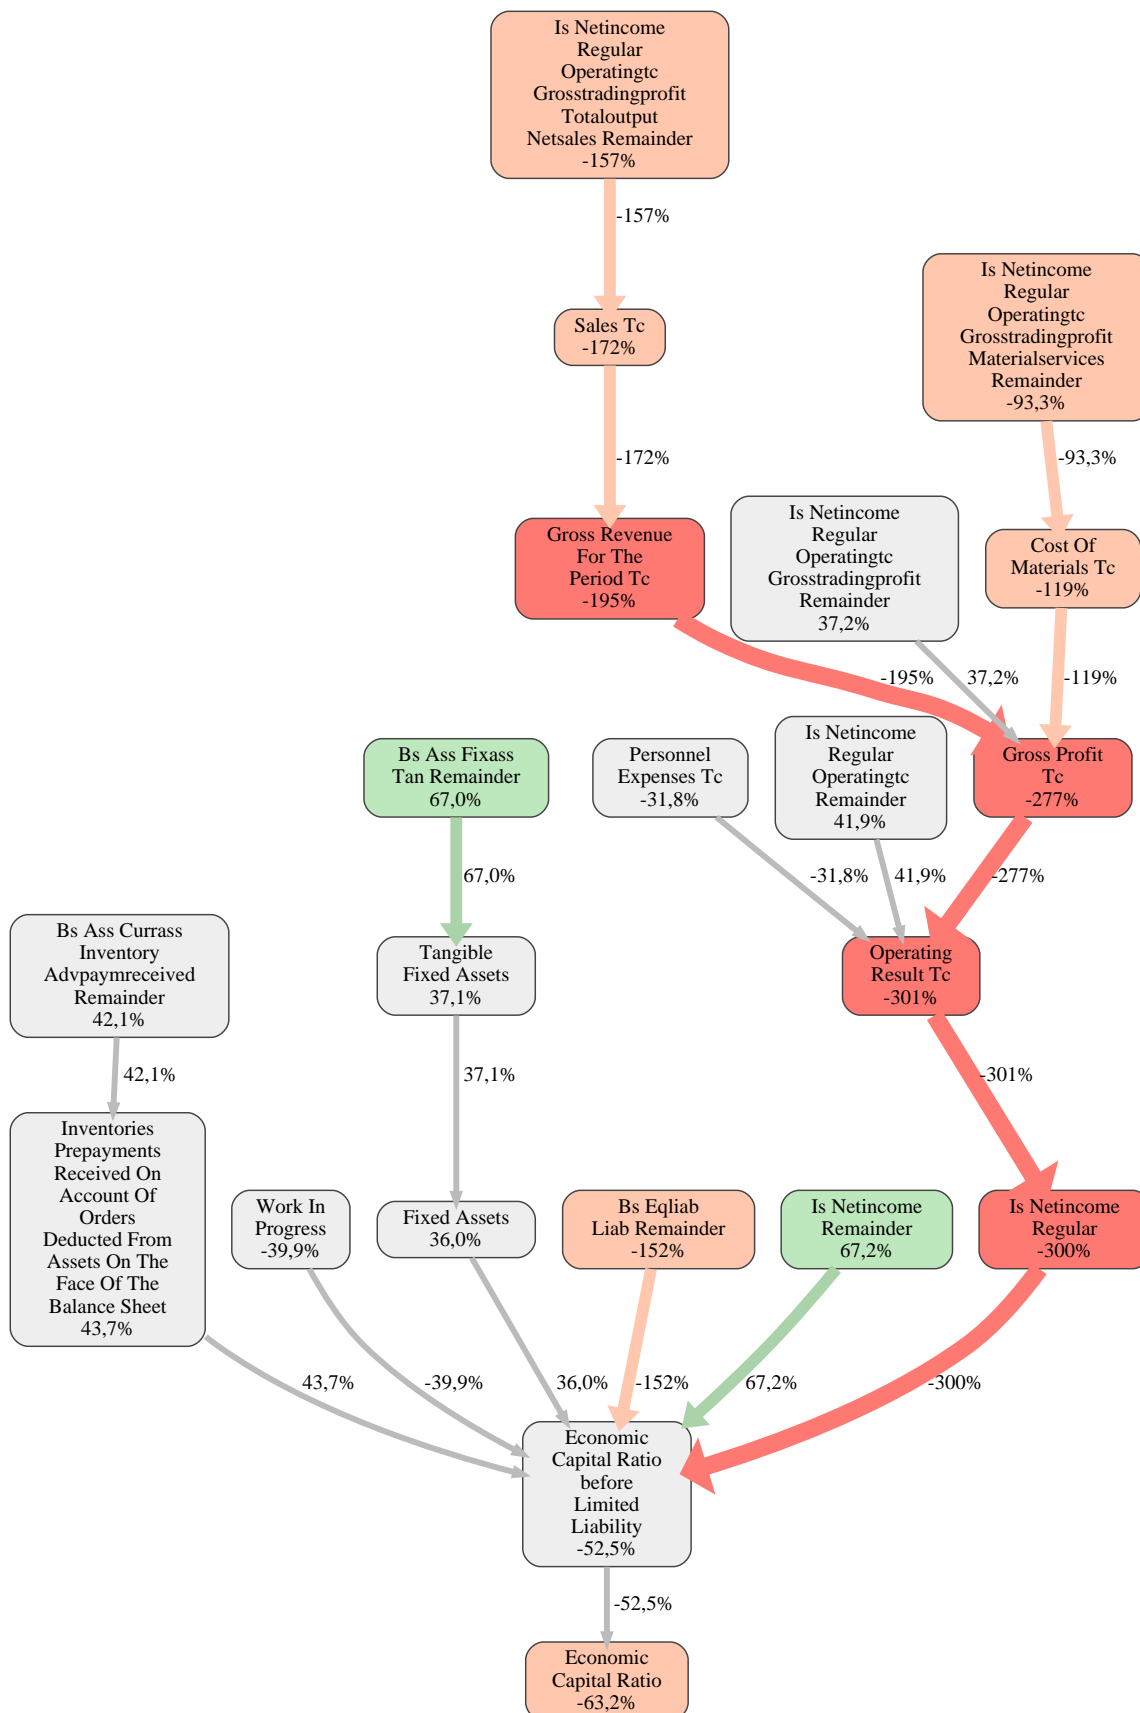 Is Netincome
Regular
Operatingtc
Grosstradingprofit
Totaloutput
Netsales Remainder
-157%
-157%
Sales Tc
-172%
Is Netincome
Regular
Operatingtc
Grosstradingprofit
Materialservices
Remainder
-93,3%
-172%
-93,3%
Gross Revenue
For The
Period Tc
-195%
Is Netincome
Regular
Operatingtc
Grosstradingprofit
Remainder
37,2%
Cost Of
Materials Tc
-119%
-195%
37,2%
-119%
Bs Ass Fixass
Tan Remainder
67,0%
Personnel
Expenses Tc
-31,8%
Is Netincome
Regular
Operatingtc
Remainder
41,9%
Gross Profit
Tc
-277%
67,0%
-31,8%
41,9%
-277%
Bs Ass Currass
Inventory
Advpaymreceived
Remainder
42,1%
Tangible
Fixed Assets
37,1%
Operating
Result Tc
-301%
42,1%
37,1%
-301%
Inventories
Prepayments
Received On
Account Of
Orders
Deducted From
Assets On The
Face Of The
Balance Sheet
43,7%
Work In
Progress
-39,9%
Fixed Assets
36,0%
Bs Eqliab
Liab Remainder
-152%
Is Netincome
Remainder
67,2%
Is Netincome
Regular
-300%
43,7%
-39,9%
36,0%
-152%
67,2%
-300%
Economic
Capital Ratio
before
Limited
Liability
-52,5%
-52,5%
Economic
Capital Ratio
-63,2%